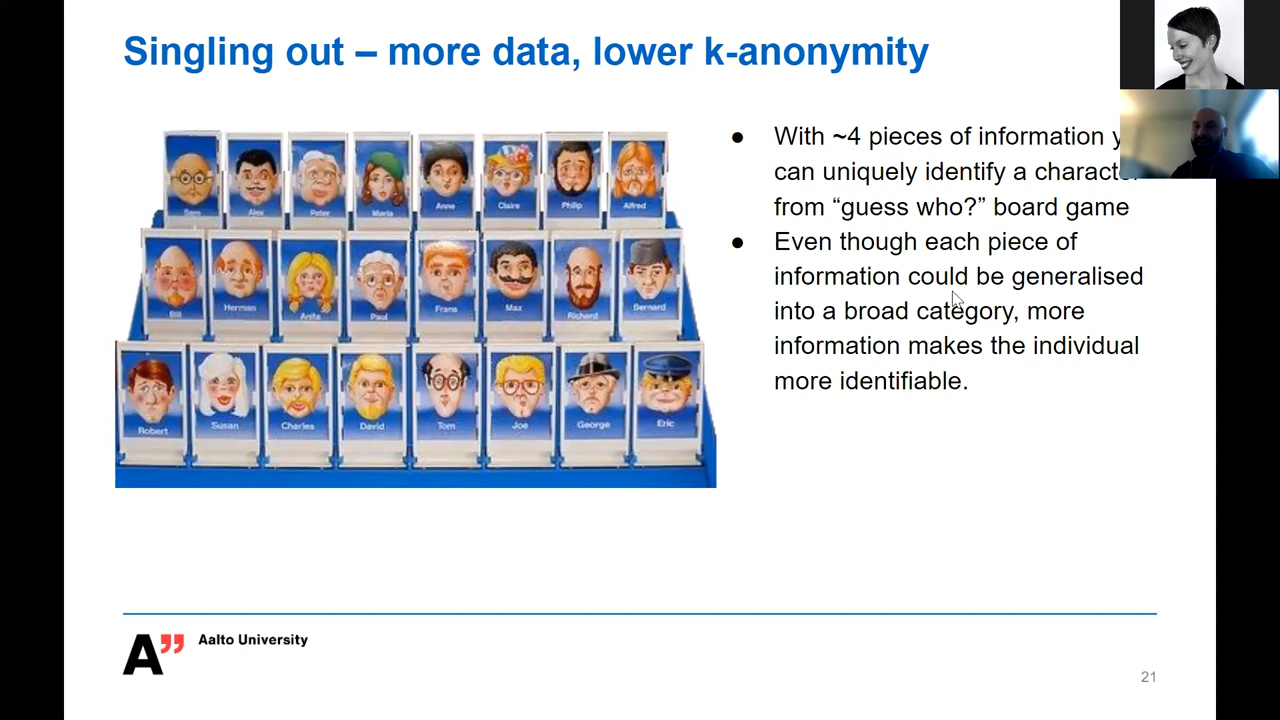 Singling out – more data, lower k-anonymity
Sam Alex Peter Maria Anne Claire Philip Alfred
Bill Herman Anita Paul Frans Max Richard Bernard
Robert Susan Charles David Tom Joe George Eric
● With ~4 pieces of information
can uniquely identify a
from “guess who?” board game
● Even though each piece of
information could be generalised
into a broad category, more
information makes the individual
more identifiable.
A”
Aalto University
21